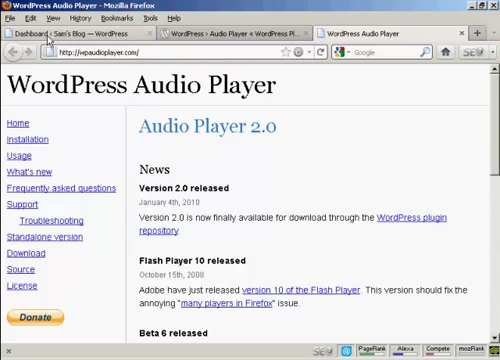 WordPress Audio Player - Mozilla Firefox
File Edit View History Bookmarks Tools Help
Dashboard ‹ Sam's Blog — WordPress
WordPress › Audio Player « WordPress Pl...
WordPress Audio Player
http://wpaudioplayer.com/
Google
SEO
WordPress Audio Player
Home
Installation
Usage
What's new
Frequently asked questions
Support
Troubleshooting
Standalone version
Download
Source
License
Donate
Audio Player 2.0
News
Version 2.0 released
January 4th, 2010
Version 2.0 is now finally available for download through the WordPress plugin
repository.
Flash Player 10 released
October 15th, 2008
Adobe have just released version 10 of the Flash Player. This version should fix the
annoying "many players in Firefox" issue.
Beta 6 released
SEO
PageRank
Alexa
Compete
mozRank